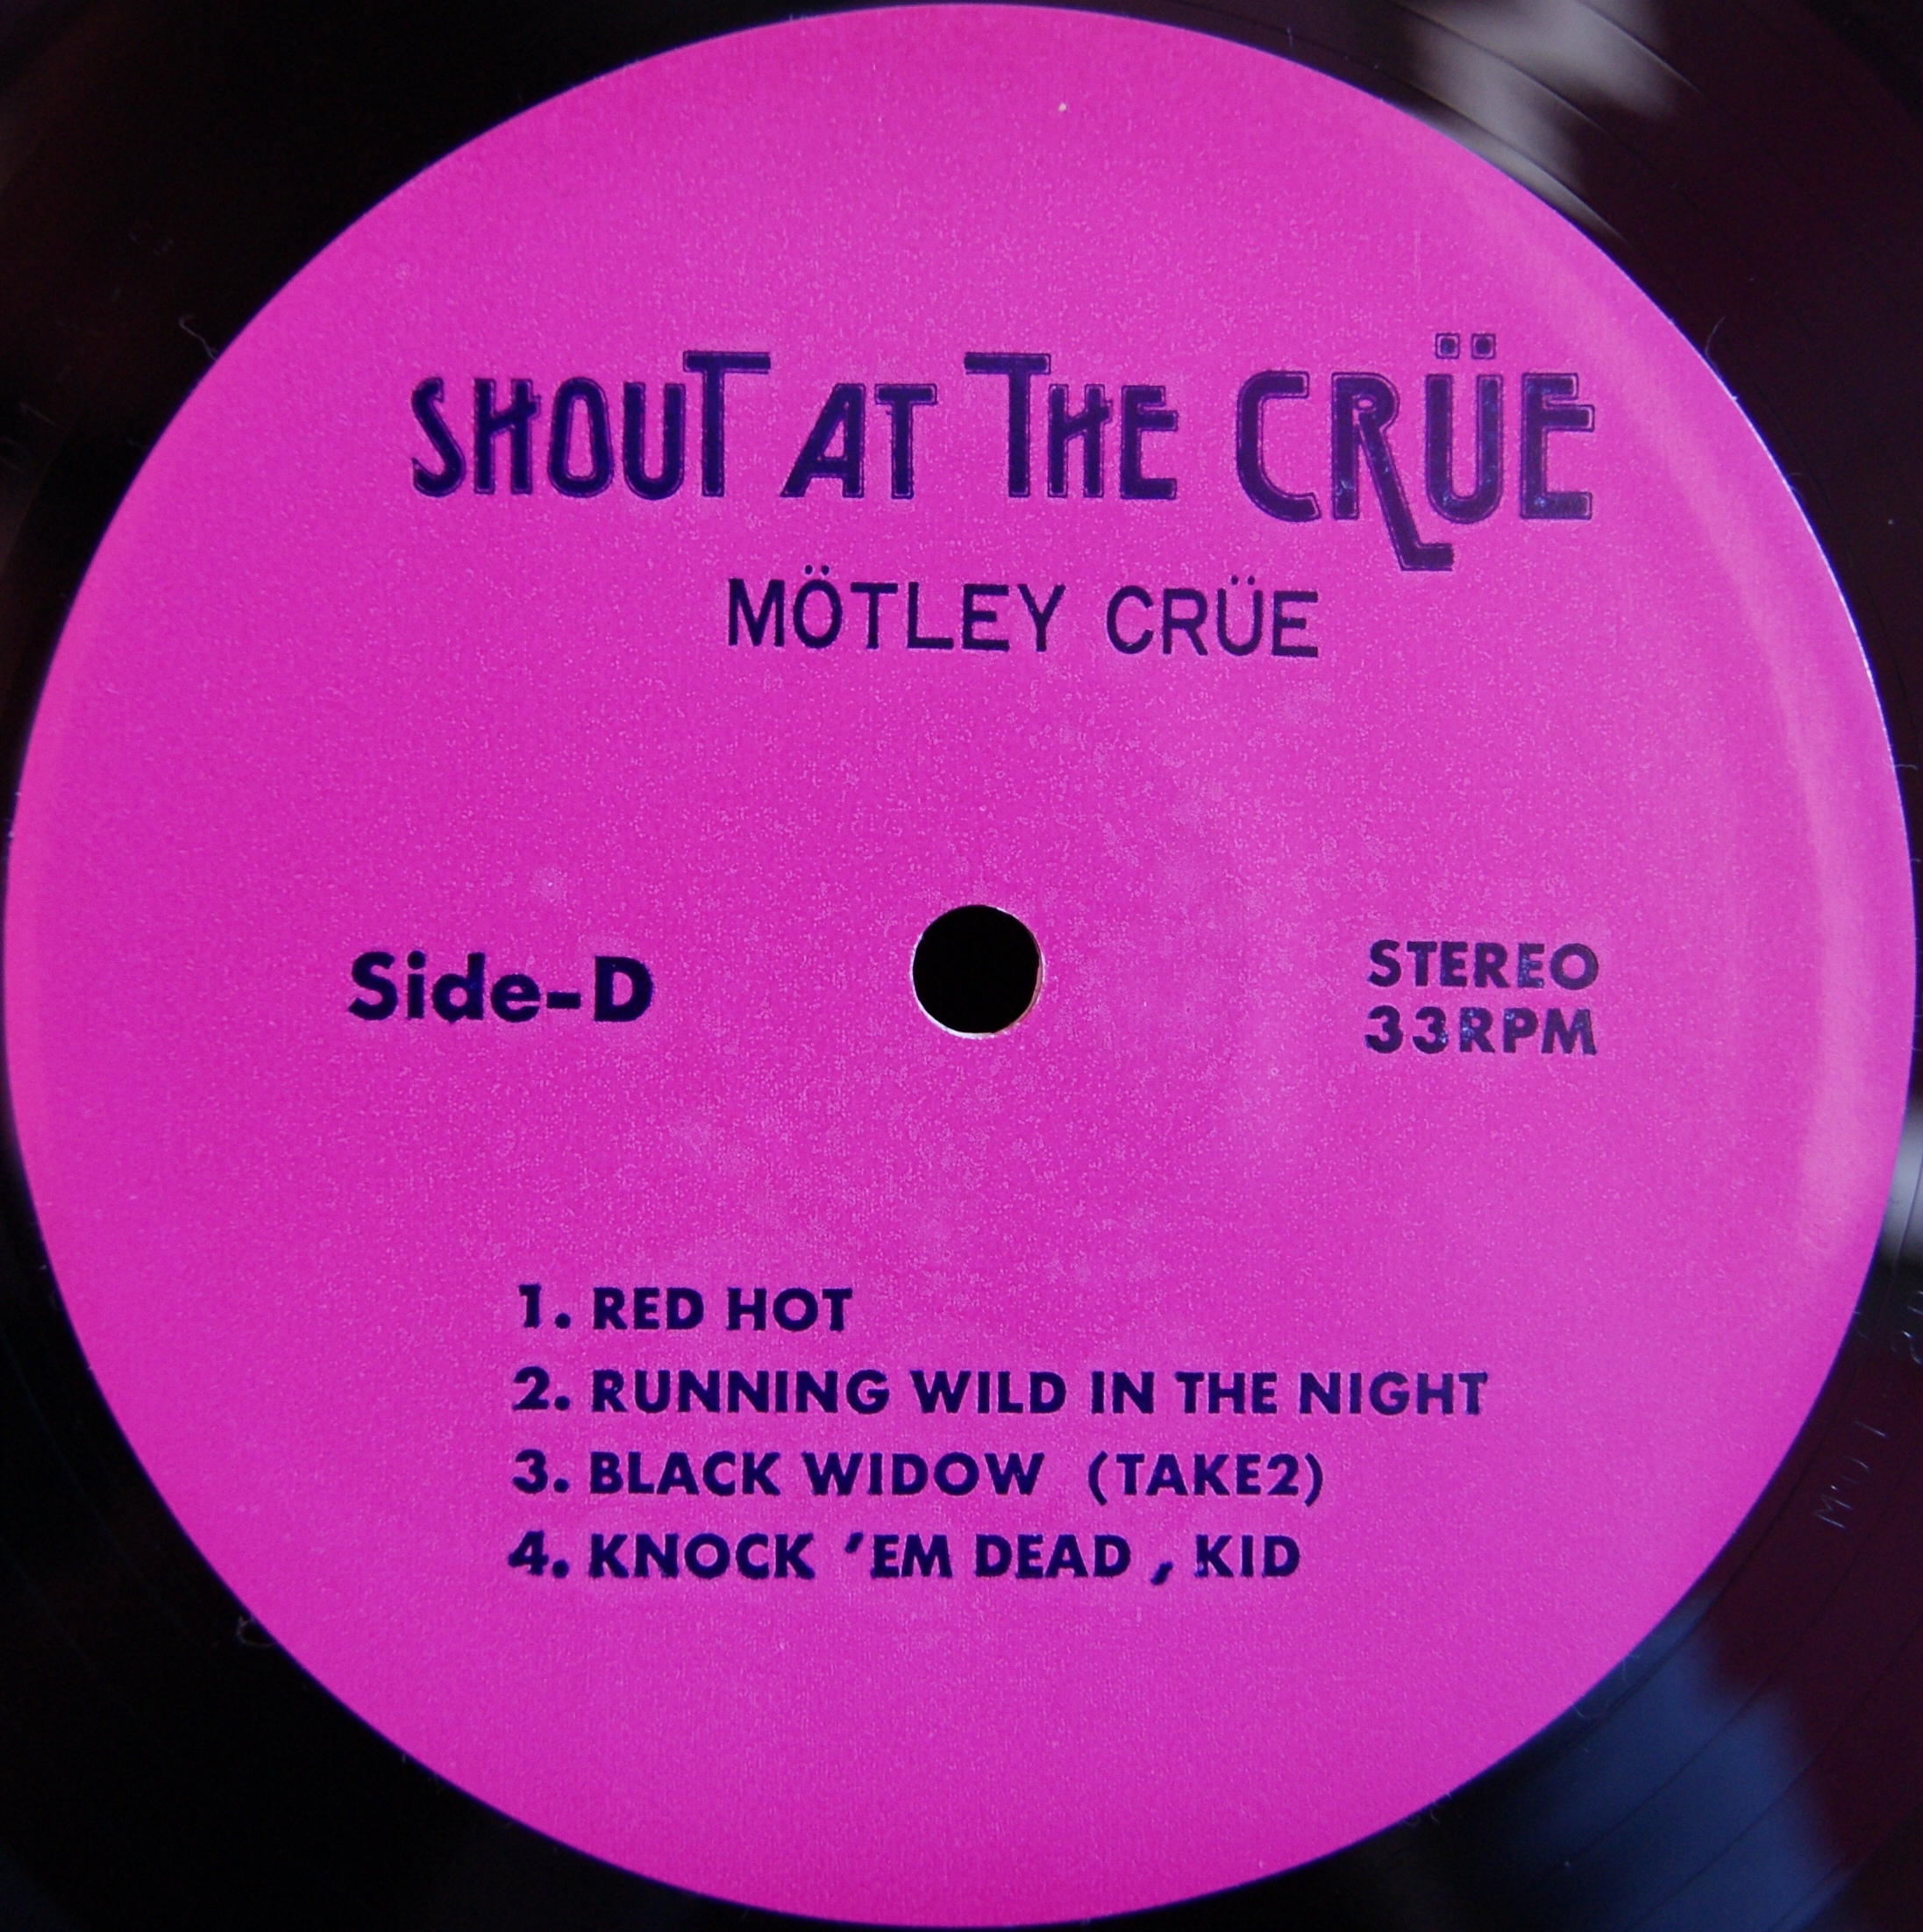 SHOUT AT THE CRÜE
MÖTLEY CRÜE
Side-D
STEREO
33RPM
1. RED HOT
2. RUNNING WILD IN THE NIGHT
3. BLACK WIDOW (TAKE2)
4. KNOCK 'EM DEAD , KID